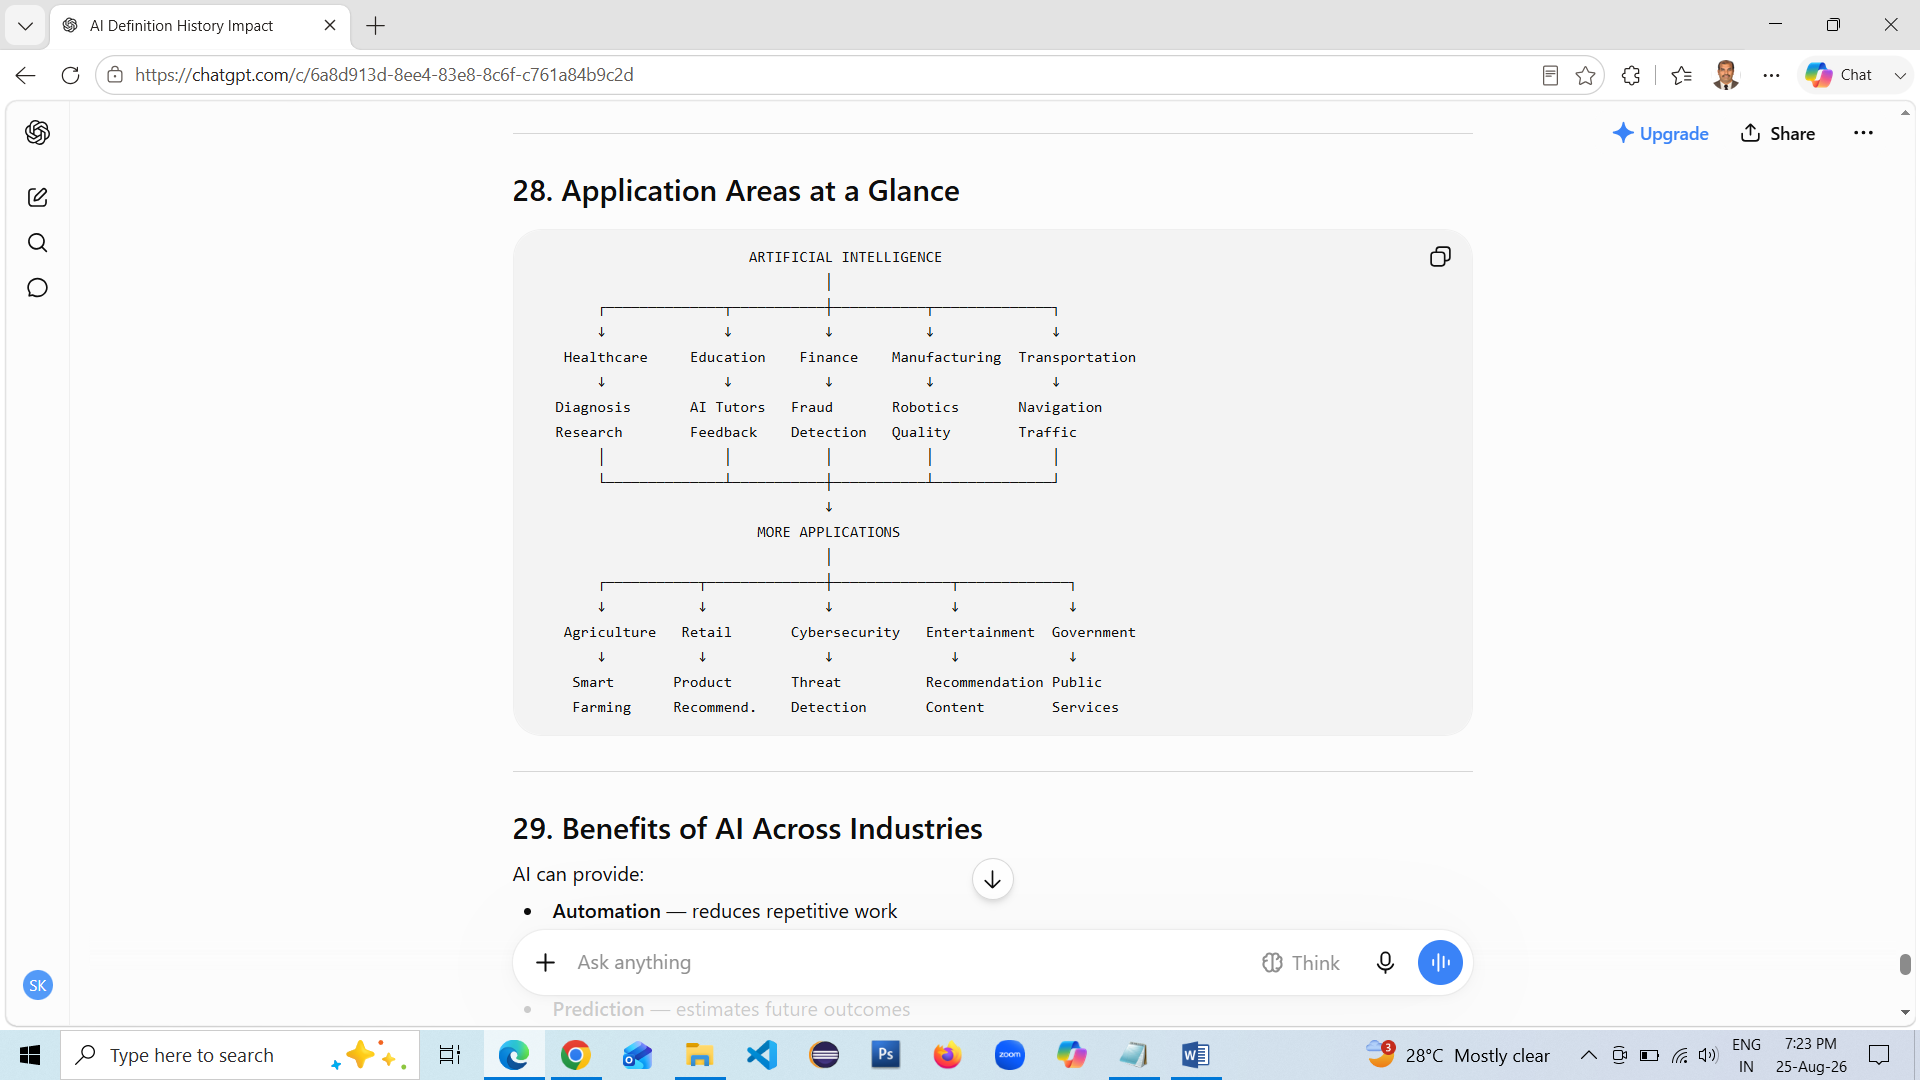 AI Definition History Impact
https://chatgpt.com/c/6a8d913d-8ee4-83e8-8c6f-c761a84b9c2d
Chat
Upgrade
Share
28. Application Areas at a Glance
ARTIFICIAL INTELLIGENCE
Healthcare Education Finance Manufacturing Transportation
Diagnosis AI Tutors Fraud Robotics Navigation
Research Feedback Detection Quality Traffic
MORE APPLICATIONS
Agriculture Retail Cybersecurity Entertainment Government
Smart Product Threat Recommendation Public
Farming Recommend. Detection Content Services
29. Benefits of AI Across Industries
AI can provide:
• Automation — reduces repetitive work
Ask anything
Think
• Prediction — estimates future outcomes
SK
Type here to search
Ps
zoom
3
28°C Mostly clear
ENG
IN
7:23 PM
25-Aug-26